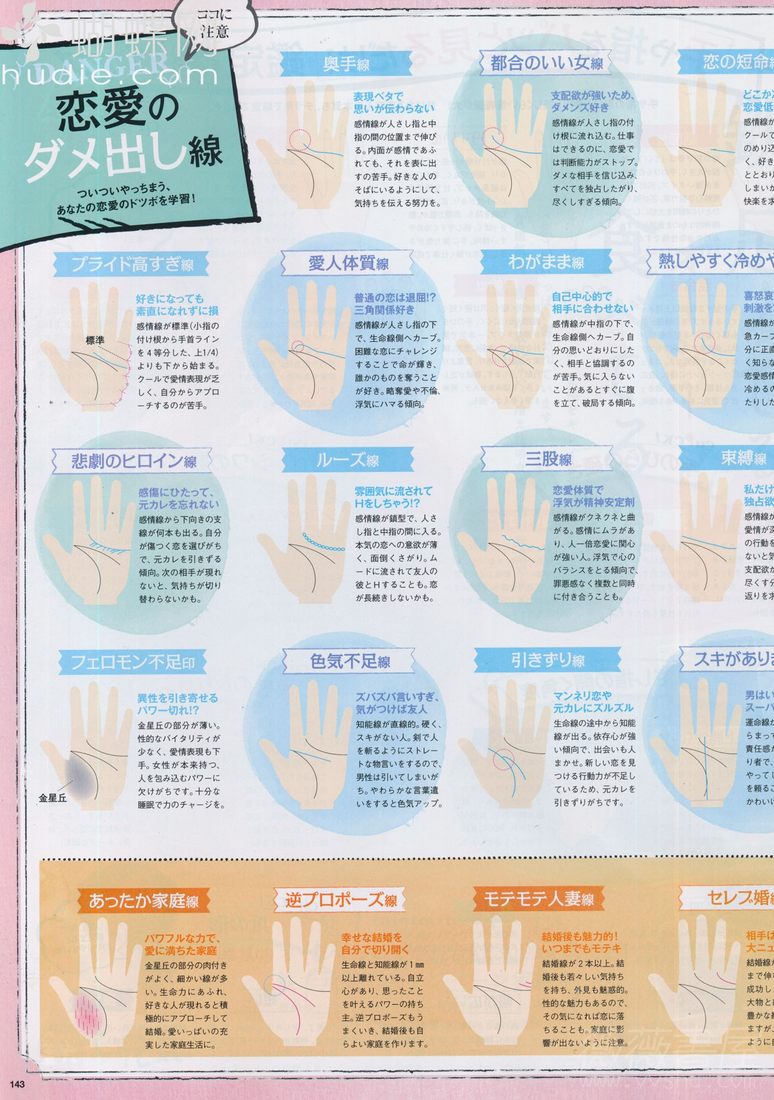 ココに
注意
蝴蝶网
hudie.com
DANGER
恋愛の
ダメ出し線
ついついやっちまう、
あなたの恋愛のドツボを学習！
奥手線
表現ベタで
思いが伝わらない
感情線が人さし指と中
指の間の位置まで伸び
る。内面が感情であふ
れても、それを表に出
すの苦手。好きな人の
そばにいるようにして、
気持ちを伝える努力を。
都合のいい女線
支配欲が強いため、
ダメンズ好き
感情線が人さし指の付
け根に流れ込む。仕事
はできるのに、恋愛で
は判断能力がストップ。
ダメな相手を信じ込み、
すべてを独占したがり、
尽くしすぎる傾向。
恋の短命線
どこか
恋愛低
感情線が
クールで
のめり込
く、好き
ととおり
しまいか
快楽を求
プライド高すぎ線
好きになっても
素直になれずに損
標準
感情線が標準（小指の
付け根から手首ライン
を4等分した、上1/4）
よりも下から始まる。
クールで愛情表現が乏
しく、自分からアプロ
ーチするのが苦手。
愛人体質線
普通の恋は退屈!?
三角関係好き
感情線が人さし指の下
で、生命線側へカーブ。
困難な恋にチャレンジ
することで命が輝き、
誰かのものを奪うこと
が好き。略奪愛や不倫、
浮気にハマる傾向。
わがまま線
自己中心的で
相手に合わせない
感情線が中指の下で、
生命線側へカーブ。自
分の思いどおりにした
く、相手と協調するの
が苦手。気に入らない
ことがあるとすぐに腹
を立て、破局する傾向。
熱しやすく冷めや
喜怒哀
刺激を
感情線が
急カーブ
分に正直
く知らな
恋愛感情
冷めるの
たりした
悲劇のヒロイン線
感傷にひたって、
元カレを忘れない
感情線から下向きの支
線が何本も出る。自分
が傷つく恋を選びがち
で、元カレを引きずる
傾向。次の相手が現れ
ないと、気持ちが切り
替わらないかも。
ルーズ線
雰囲気に流されて
Hをしちゃう!?
感情線が鎖型で、人さ
し指と中指の間に入る。
本気の恋への意欲が薄
く、面倒くさがり。ム
ードに流されて友人の
彼とHすることも。恋
が長続きしないかも。
三股線
恋愛体質で
浮気が精神安定剤
感情線がクネクネと曲
がる。感情にムラがあ
り、人一倍恋愛に関心
が強い人。浮気で心の
バランスをとる傾向で、
罪悪感なく複数と同時
に付き合うことも。
束縛線
私だけ
独占欲
感情線が
愛情が深
の行動を
ないと気
支配欲が
尽くすが
返りを求
フェロモン不足印
異性を引き寄せる
パワー切れ!?
金星丘の部分が薄い。
性的なバイタリティが
少なく、愛情表現も下
手。女性が本来持つ、
人を包み込むパワーに
欠けがちです。十分な
睡眠で力のチャージを。
金星丘
色気不足線
ズバズバ言いすぎ、
気がつけば友人
知能線が直線的。硬く、
スキがない人。剣で人
を斬るようにストレー
トな物言いをするので、
男性は引いてしまいが
ち。やわらかな言葉遣
いをすると色気アップ。
引きずり線
マンネリ恋や
元カレにズルズル
生命線の途中から知能
線が出る。依存心が強
い傾向で、出会いも人
まかせ。新しい恋を見
つける行動力が不足し
ているため、元カレを
引きずりがちです。
スキがあり
男はい
スーパ
運命線が
らまって
責任感が
り者で、
やってし
を頼るこ
かわいい
あったか家庭線
パワフルな力で、
愛に満ちた家庭
金星丘の部分の肉付き
がよく、細かい線が多
い。生命力にあふれ、
好きな人が現れると積
極的にアプローチして
結婚。愛いっぱいの充
実した家庭生活に。
逆プロポーズ線
幸せな結婚を
自分で切り開く
生命線と知能線が1mm
以上離れている。自立
心があり、思ったこと
を叶えるパワーの持ち
主。逆プロポーズもう
まくいき、結婚後も自
らよい家庭を作ります。
モテモテ人妻線
結婚後も魅力的！
いつまでもモテキ
結婚線が2本以上。結
婚後も若々しい気持ち
を持ち、外見も魅惑的。
性的な魅力もあるので、
その気になれば恋に落
ちることも。家庭に影
響が出ないように注意。
セレブ婚線
相手は
大ニュ
結婚線が
まで伸び
成功し
大物と
豊かな
ますが、
ように
143